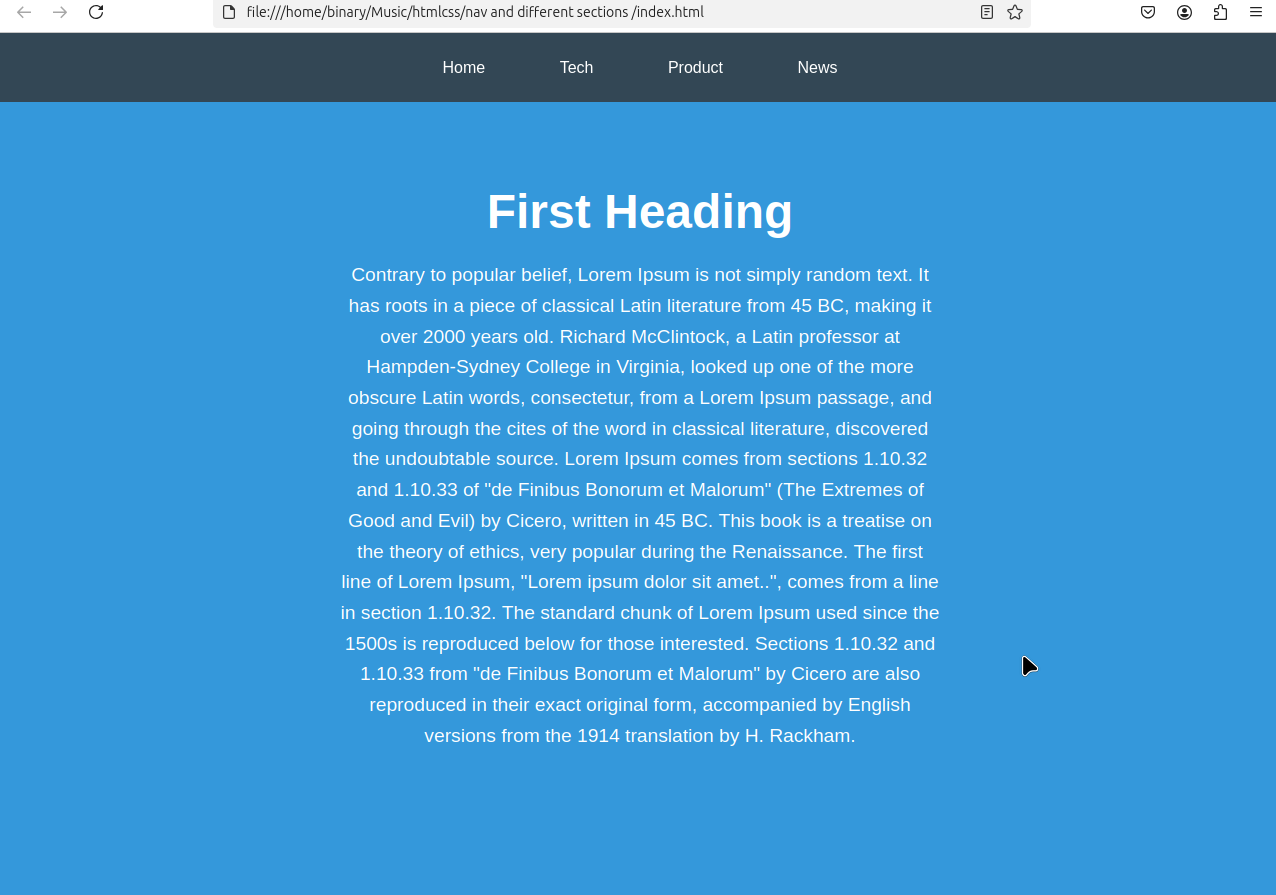 file:///home/binary/Music/htmlcss/nav and different sections /index.html
Home Tech Product News
First Heading
Contrary to popular belief, Lorem Ipsum is not simply random text. It
has roots in a piece of classical Latin literature from 45 BC, making it
over 2000 years old. Richard McClintock, a Latin professor at
Hampden-Sydney College in Virginia, looked up one of the more
obscure Latin words, consectetur, from a Lorem Ipsum passage, and
going through the cites of the word in classical literature, discovered
the undoubtable source. Lorem Ipsum comes from sections 1.10.32
and 1.10.33 of "de Finibus Bonorum et Malorum" (The Extremes of
Good and Evil) by Cicero, written in 45 BC. This book is a treatise on
the theory of ethics, very popular during the Renaissance. The first
line of Lorem Ipsum, "Lorem ipsum dolor sit amet..", comes from a line
in section 1.10.32. The standard chunk of Lorem Ipsum used since the
1500s is reproduced below for those interested. Sections 1.10.32 and
1.10.33 from "de Finibus Bonorum et Malorum" by Cicero are also
reproduced in their exact original form, accompanied by English
versions from the 1914 translation by H. Rackham.